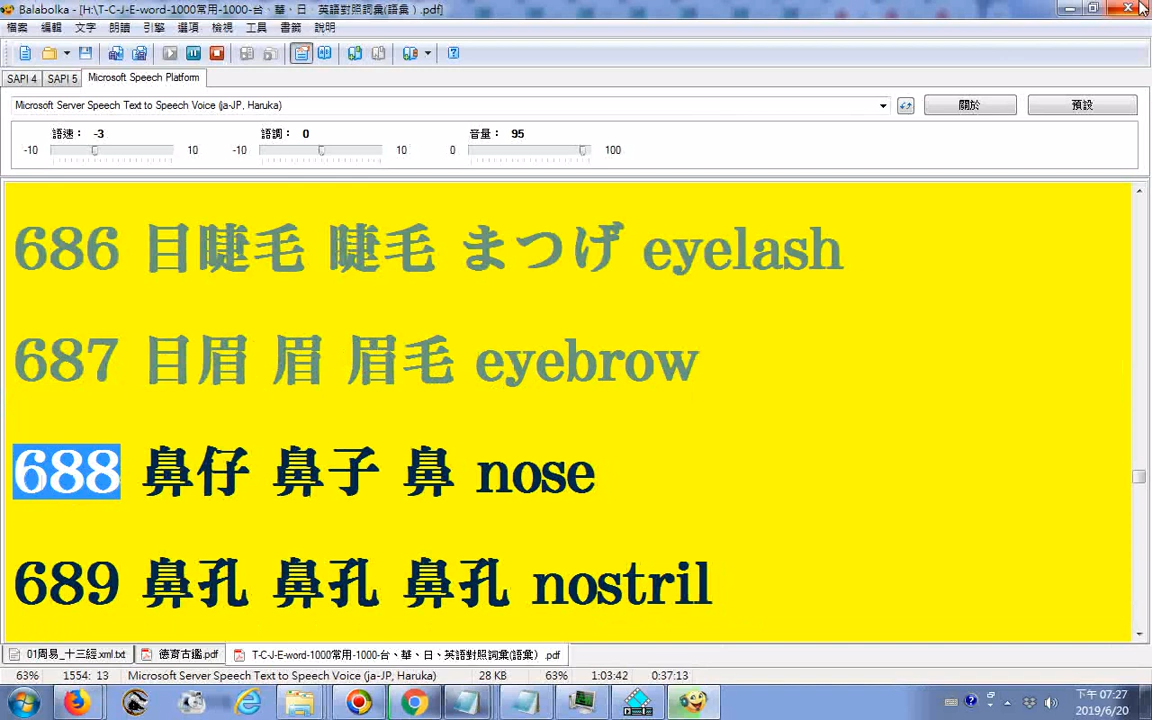 Balabolka - [H:\T-C-J-E-word-1000常用-1000-台、華、日、英語對照詞彙(語彙).pdf]
檔案 編輯 文字 朗讀 引擎 選項 檢視 工具 書籤 說明
SAPI 4 SAPI 5 Microsoft Speech Platform
Microsoft Server Speech Text to Speech Voice (ja-JP, Haruka) 關於 預設
語速： -3 語調： 0 音量： 95
-10 10 -10 10 0 100
686 目睫毛 睫毛 まつげ eyelash
687 目眉 眉 眉毛 eyebrow
688 鼻仔 鼻子 鼻 nose
689 鼻孔 鼻孔 鼻孔 nostril
01周易_十三經.xml.txt 德育古鑑.pdf T-C-J-E-word-1000常用-1000-台、華、日、英語對照詞彙(語彙）.pdf
63% 1554: 13 Microsoft Server Speech Text to Speech Voice (ja-JP, Haruka) 28 KB 63% 1:03:42 0:37:13
下午 07:27
2019/6/20